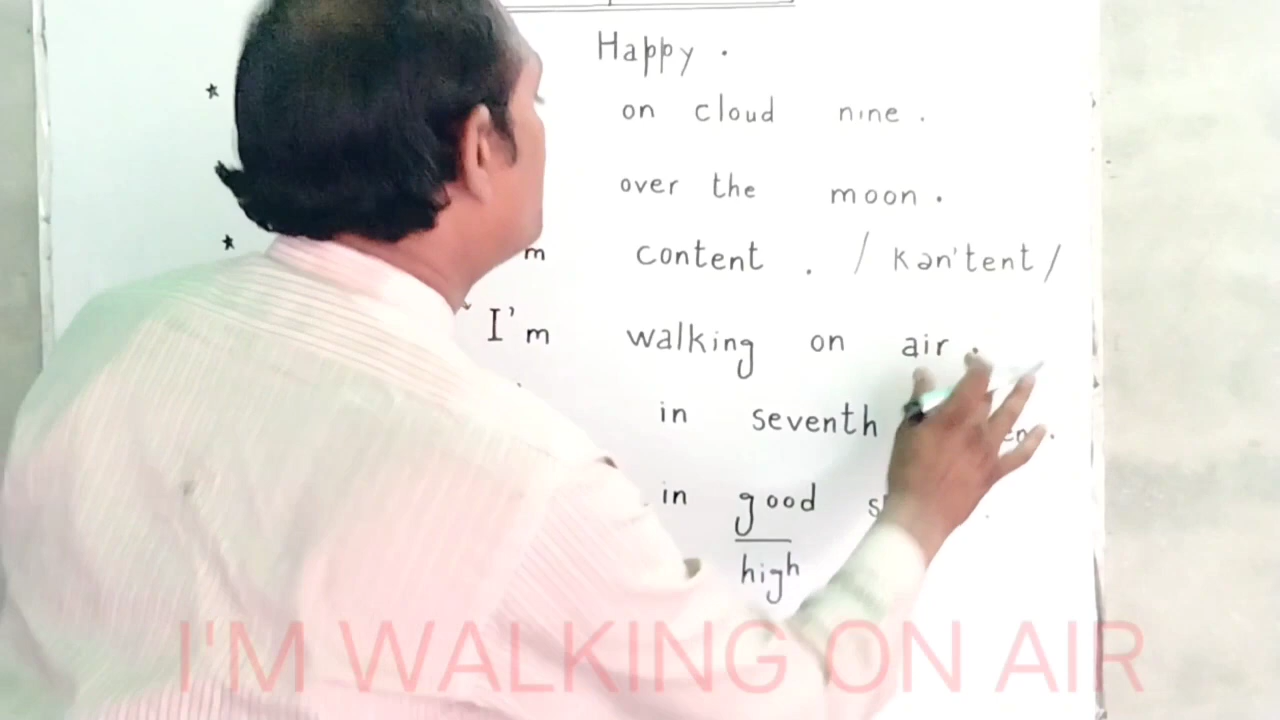 Happy .
on cloud nine .
over the moon .
m content . / kən'tent /
I'm walking on air .
in seventh
in good
high
I'M WALKING ON AIR